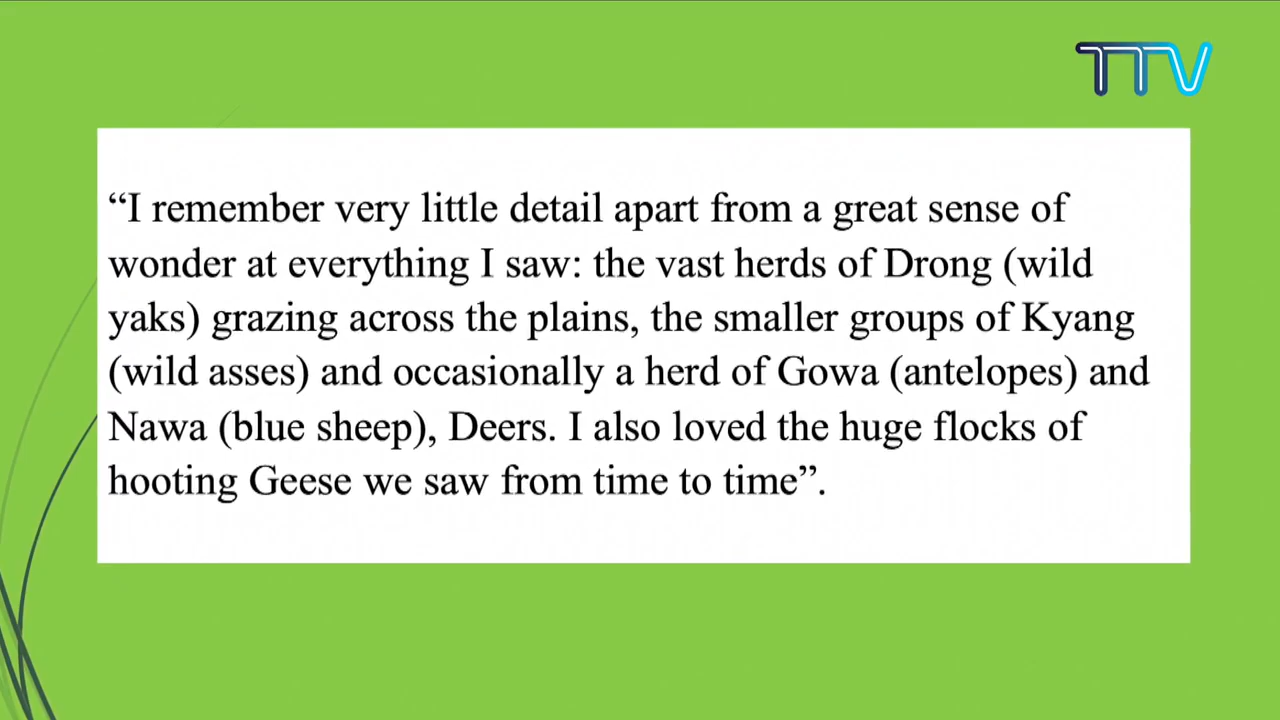 TTV
“I remember very little detail apart from a great sense of
wonder at everything I saw: the vast herds of Drong (wild
yaks) grazing across the plains, the smaller groups of Kyang
(wild asses) and occasionally a herd of Gowa (antelopes) and
Nawa (blue sheep), Deers. I also loved the huge flocks of
hooting Geese we saw from time to time”.